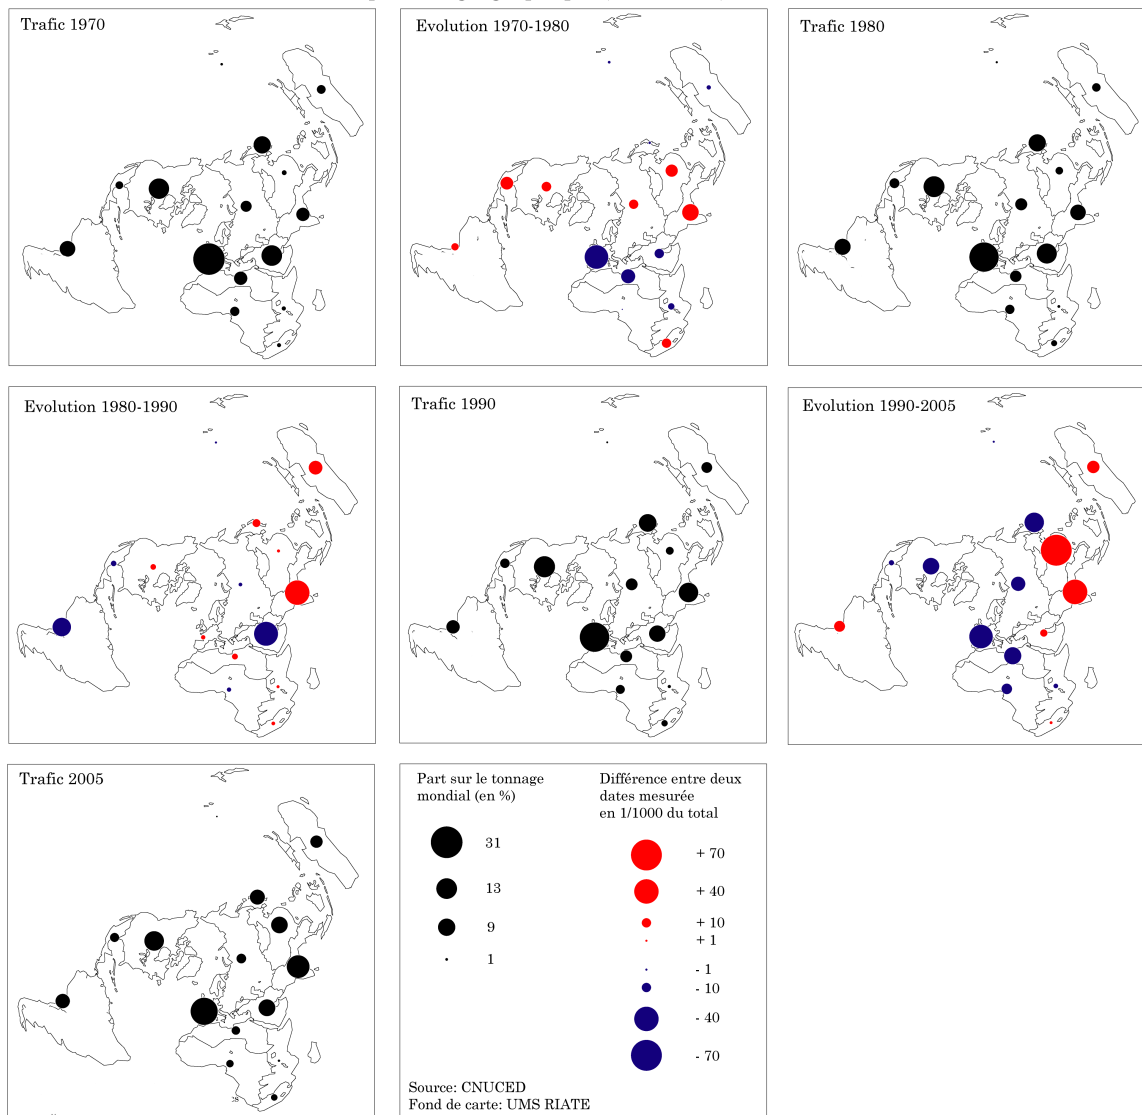 Trafic 1970
Evolution 1970-1980
Trafic 1980
Evolution 1980-1990
Trafic 1990
Evolution 1990-2005
Trafic 2005
Part sur le tonnage
mondial (en %)
31
13
9
1
Différence entre deux
dates mesurée
en 1/1000 du total
+ 70
+ 40
+ 10
+ 1
- 1
- 10
- 40
- 70
Source: CNUCED
Fond de carte: UMS RIATE